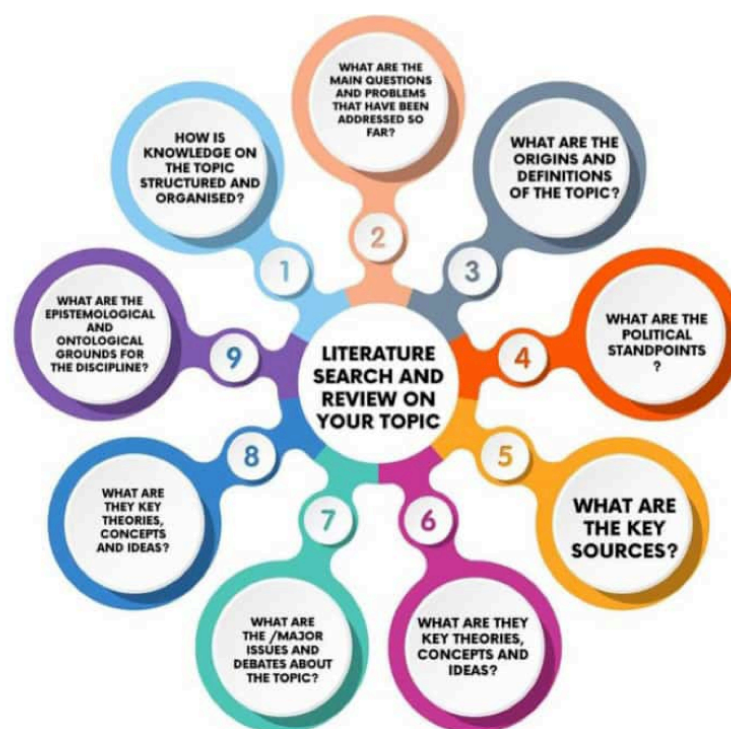 LITERATURE
SEARCH AND
REVIEW ON
YOUR TOPIC
1
HOW IS
KNOWLEDGE ON
THE TOPIC
STRUCTURED AND
ORGANISED?
2
WHAT ARE THE
MAIN QUESTIONS
AND PROBLEMS
THAT HAVE BEEN
ADDRESSED SO
FAR?
3
WHAT ARE THE
ORIGINS AND
DEFINITIONS
OF THE TOPIC?
4
WHAT ARE THE
POLITICAL
STANDPOINTS
?
5
WHAT ARE
THE KEY
SOURCES?
6
WHAT ARE THEY
KEY THEORIES,
CONCEPTS AND
IDEAS?
7
WHAT ARE
THE /MAJOR
ISSUES AND
DEBATES ABOUT
THE TOPIC?
8
WHAT ARE
THEY KEY
THEORIES,
CONCEPTS
AND IDEAS?
9
WHAT ARE THE
EPISTEMOLOGICAL
AND
ONTOLOGICAL
GROUNDS FOR
THE DISCIPLINE?